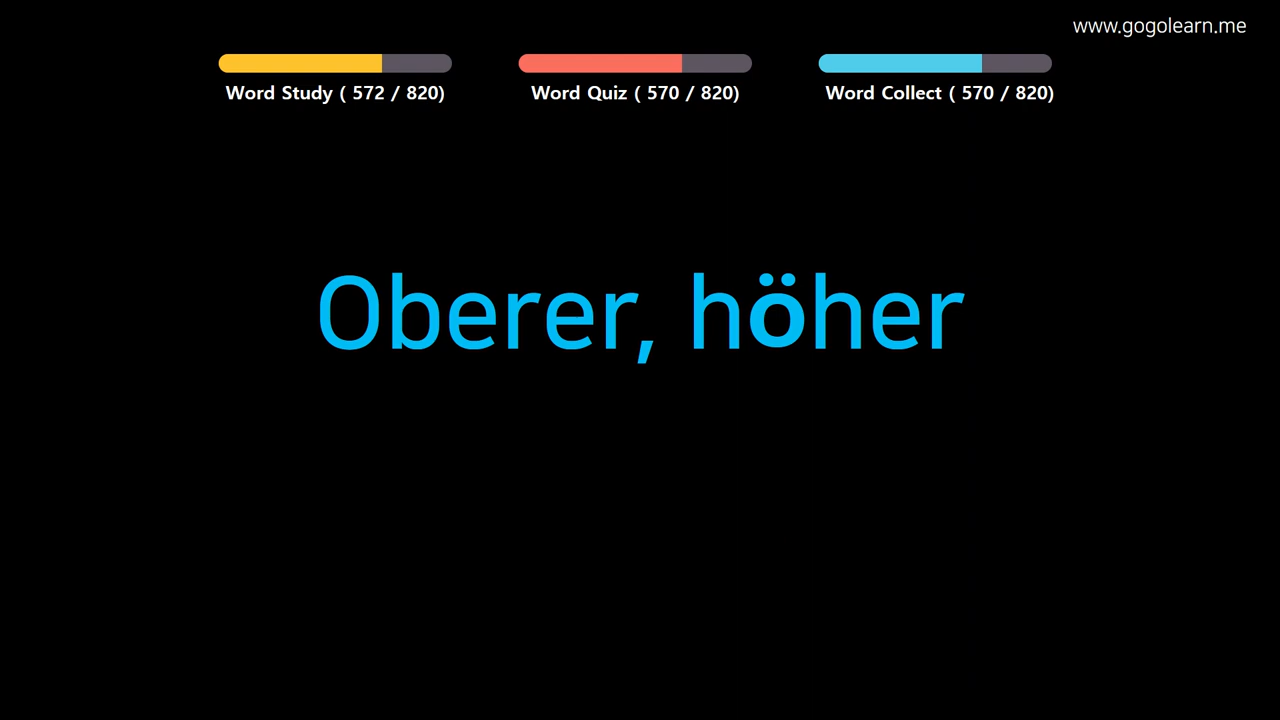 www.gogolearn.me
Word Study ( 572 / 820)
Word Quiz ( 570 / 820)
Word Collect ( 570 / 820)
Oberer, höher